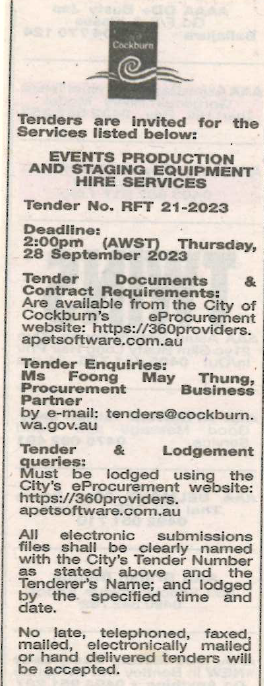 Cockburn
Tenders are invited for the
Services listed below:
EVENTS PRODUCTION
AND STAGING EQUIPMENT
HIRE SERVICES
Tender No. RFT 21-2023
Deadline:
2:00pm (AWST) Thursday,
28 September 2023
Tender Documents &
Contract Requirements:
Are available from the City of
Cockburn's eProcurement
website: https://360providers.
apetsoftware.com.au
Tender Enquiries:
Ms Foong May Thung,
Procurement Business
Partner
by e-mail: tenders@cockburn.
wa.gov.au
Tender & Lodgement
queries:
Must be lodged using the
City's eProcurement website:
https://360providers.
apetsoftware.com.au
All electronic submissions
files shall be clearly named
with the City's Tender Number
as stated above and the
Tenderer's Name; and lodged
by the specified time and
date.
No late, telephoned, faxed,
mailed, electronically mailed
or hand delivered tenders will
be accepted.